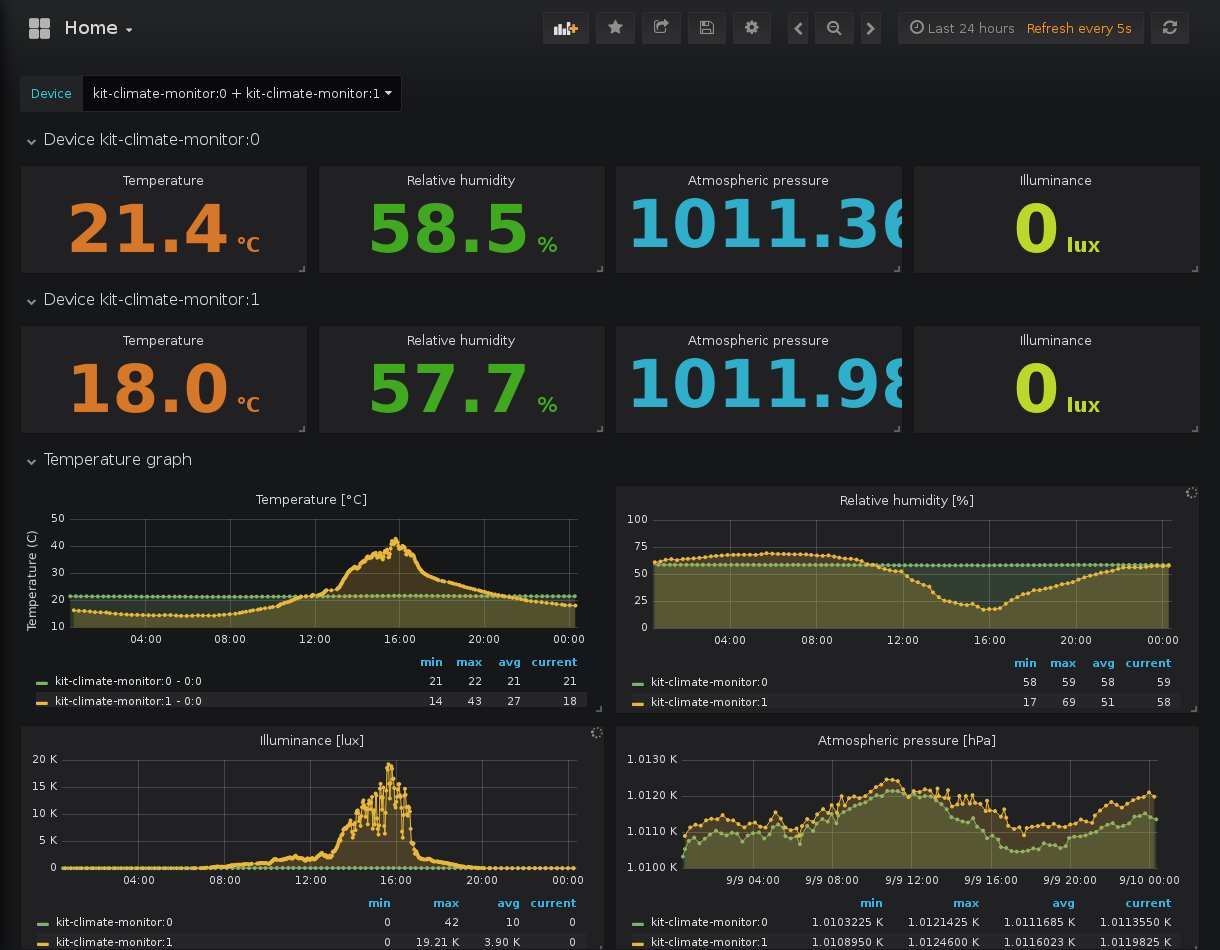 Home
Last 24 hours Refresh every 5s
Device kit-climate-monitor:0 + kit-climate-monitor:1
Device kit-climate-monitor:0
Temperature Relative humidity Atmospheric pressure Illuminance
21.4 °C 58.5 % 1011.36 0 lux
Device kit-climate-monitor:1
Temperature Relative humidity Atmospheric pressure Illuminance
18.0 °C 57.7 % 1011.98 0 lux
Temperature graph
Temperature [°C]
Temperature (C)
50
40
30
20
10
04:00 08:00 12:00 16:00 20:00 00:00
min max avg current
kit-climate-monitor:0 - 0:0 21 22 21 21
kit-climate-monitor:1 - 0:0 14 43 27 18
Relative humidity [%]
100
75
50
25
0
04:00 08:00 12:00 16:00 20:00 00:00
min max avg current
kit-climate-monitor:0 58 59 58 59
kit-climate-monitor:1 17 69 51 58
Illuminance [lux]
20 K
15 K
10 K
5 K
0
04:00 08:00 12:00 16:00 20:00 00:00
min max avg current
kit-climate-monitor:0 0 42 10 0
kit-climate-monitor:1 0 19.21 K 3.90 K 0
Atmospheric pressure [hPa]
1.0130 K
1.0120 K
1.0110 K
1.0100 K
9/9 04:00 9/9 08:00 9/9 12:00 9/9 16:00 9/9 20:00 9/10 00:00
min max avg current
kit-climate-monitor:0 1.0103225 K 1.0121425 K 1.0111685 K 1.0113550 K
kit-climate-monitor:1 1.0108950 K 1.0124600 K 1.0116023 K 1.0119825 K